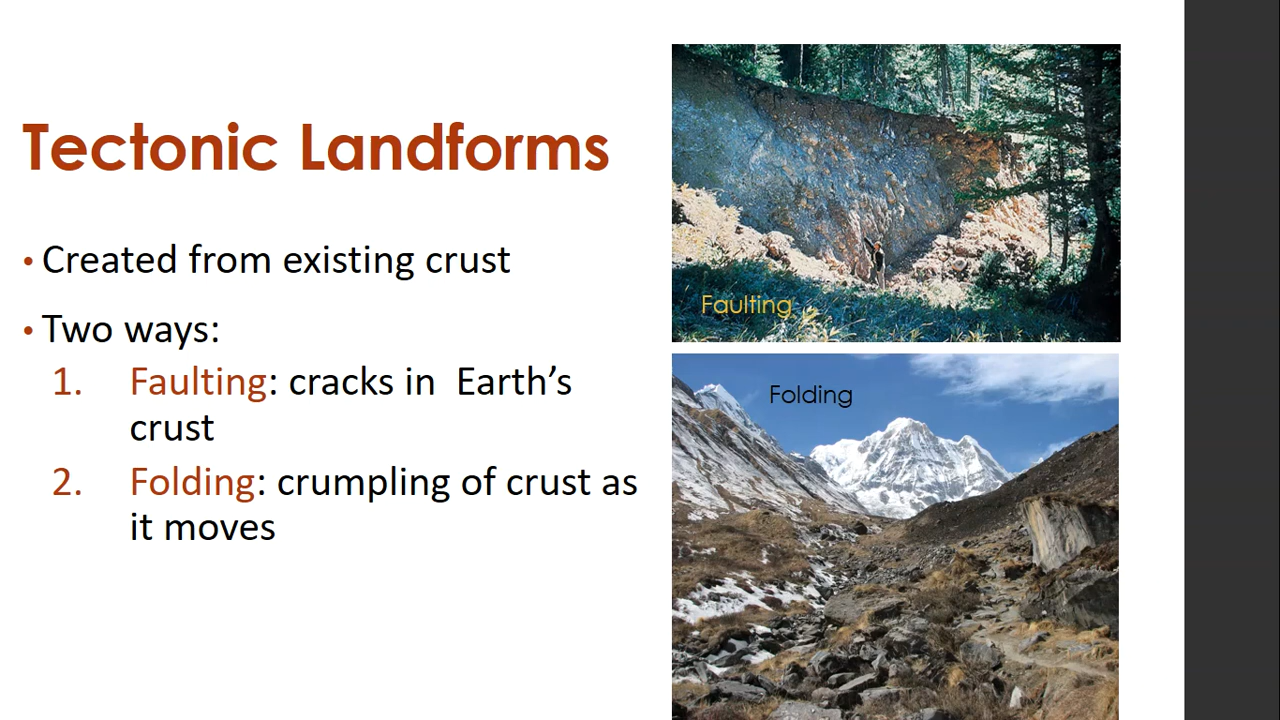 Tectonic Landforms
• Created from existing crust
• Two ways:
1. Faulting: cracks in  Earth’s
crust
2. Folding: crumpling of crust as
it moves
Faulting
Folding